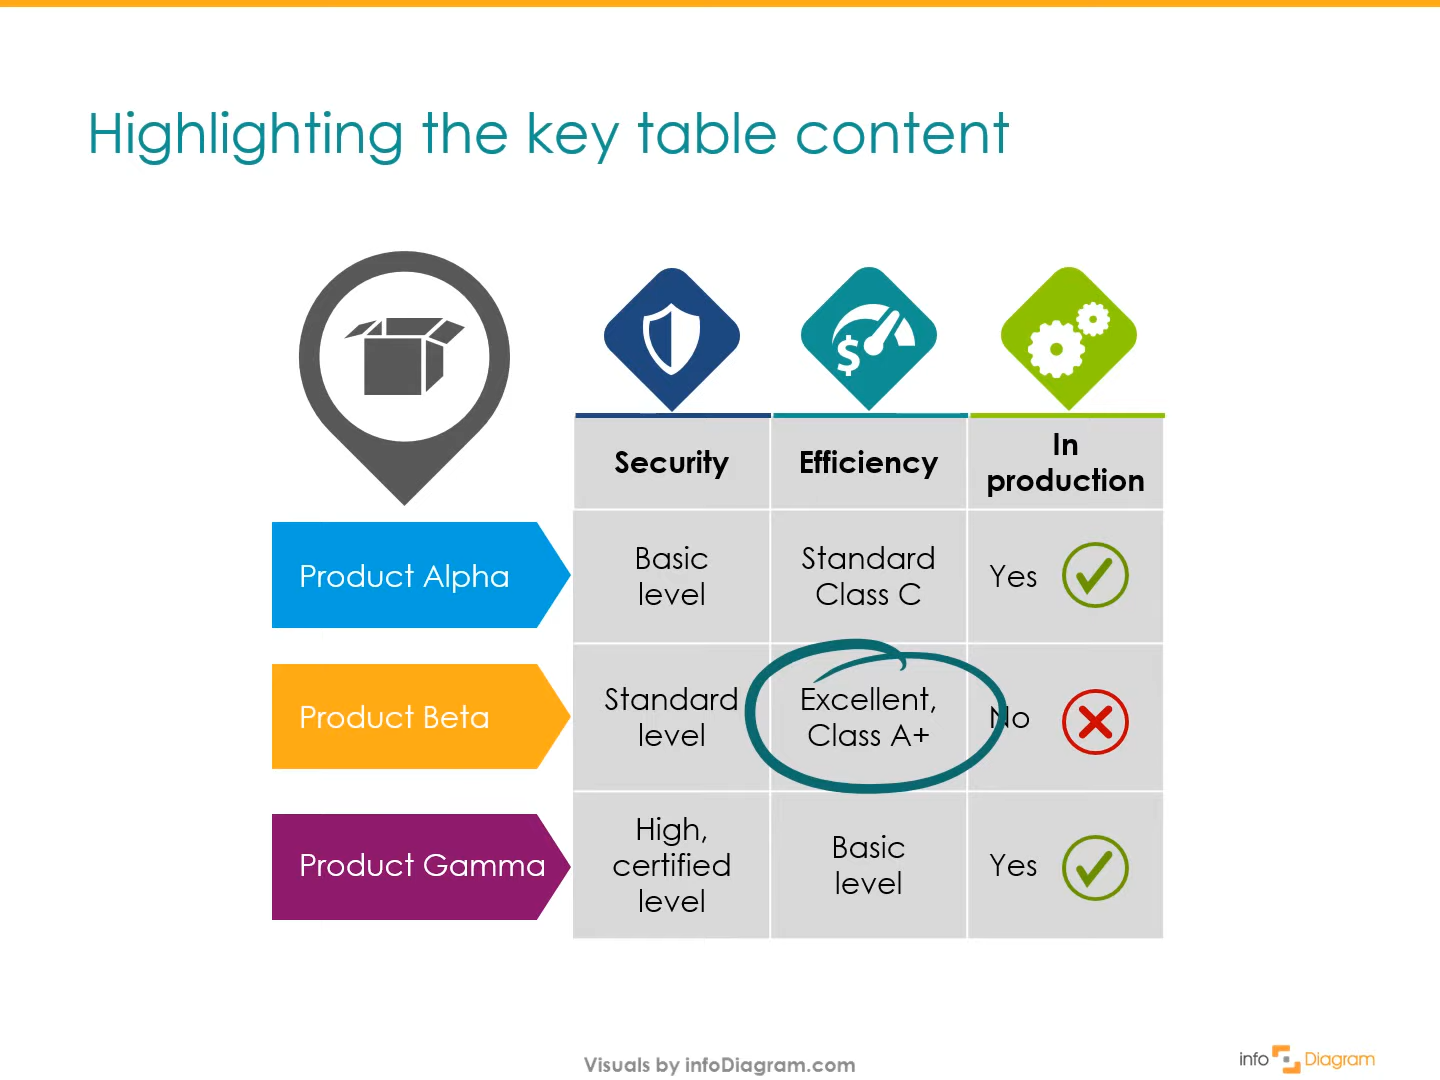 Highlighting the key table content
Security
Efficiency
In
production
Product Alpha
Basic
level
Standard
Class C
Yes
Product Beta
Standard
level
Excellent,
Class A+
No
Product Gamma
High,
certified
level
Basic
level
Yes
Visuals by infoDiagram.com
info Diagram